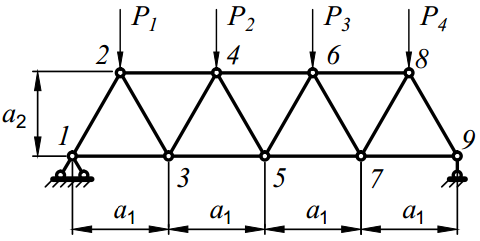 P₁ P₂ P₃ P₄
2 4 6 8
a₂
1 9
3 5 7
a₁ a₁ a₁ a₁